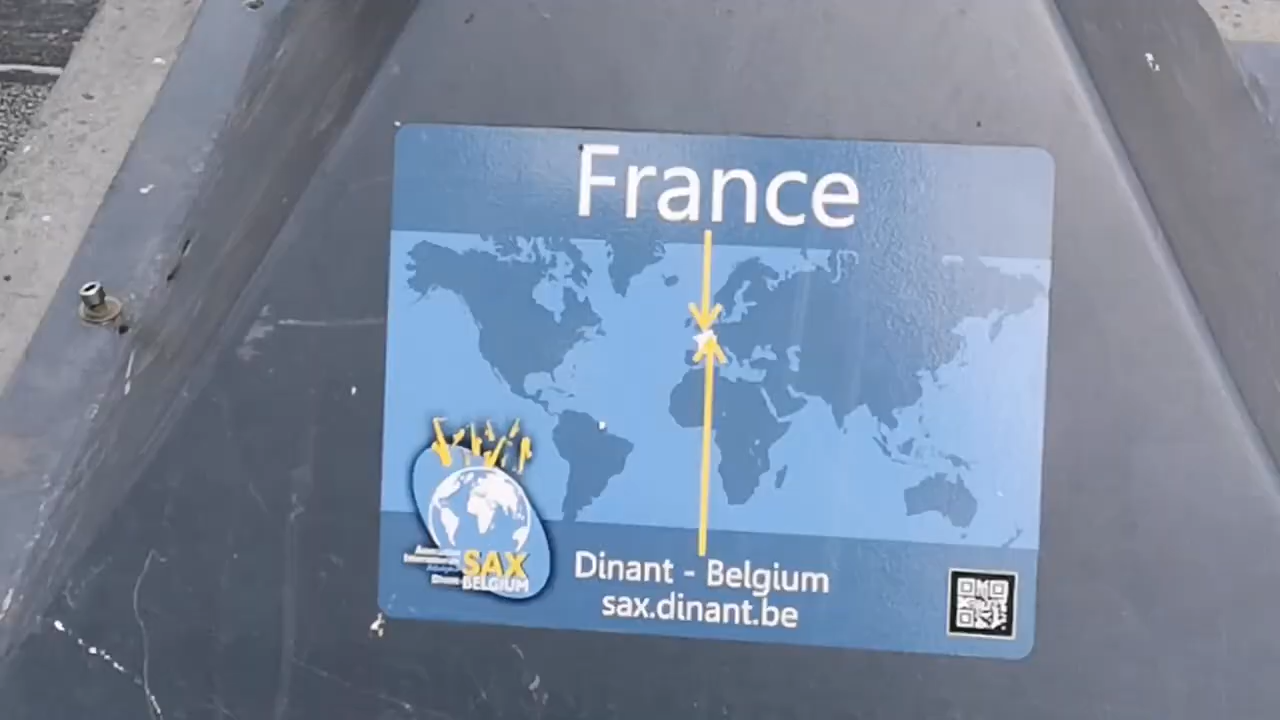 France
SAX
BELGIUM
Dinant - Belgium
sax.dinant.be